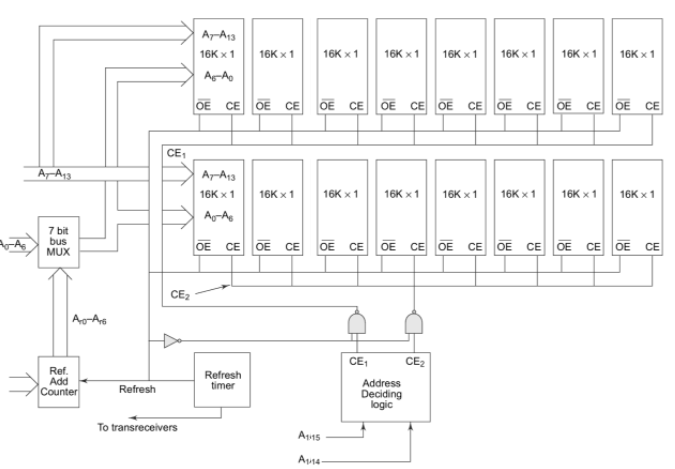 A7–A13
16K × 1 16K × 1 16K × 1 16K × 1 16K × 1 16K × 1 16K × 1 16K × 1
A6–A0
OE CE OE CE OE CE OE CE OE CE OE CE OE CE OE CE
CE1
A7–A13
A7–A13
16K × 1 16K × 1 16K × 1 16K × 1 16K × 1 16K × 1 16K × 1 16K × 1
A0–A6
OE CE OE CE OE CE OE CE OE CE OE CE OE CE OE CE
7 bit
bus
MUX
A0–A6
CE2
Ar0–Ar6
CE1 CE2
Ref.
Add
Counter
Refresh
Refresh
timer
Address
Deciding
logic
To transreceivers
A1/15
A1/14